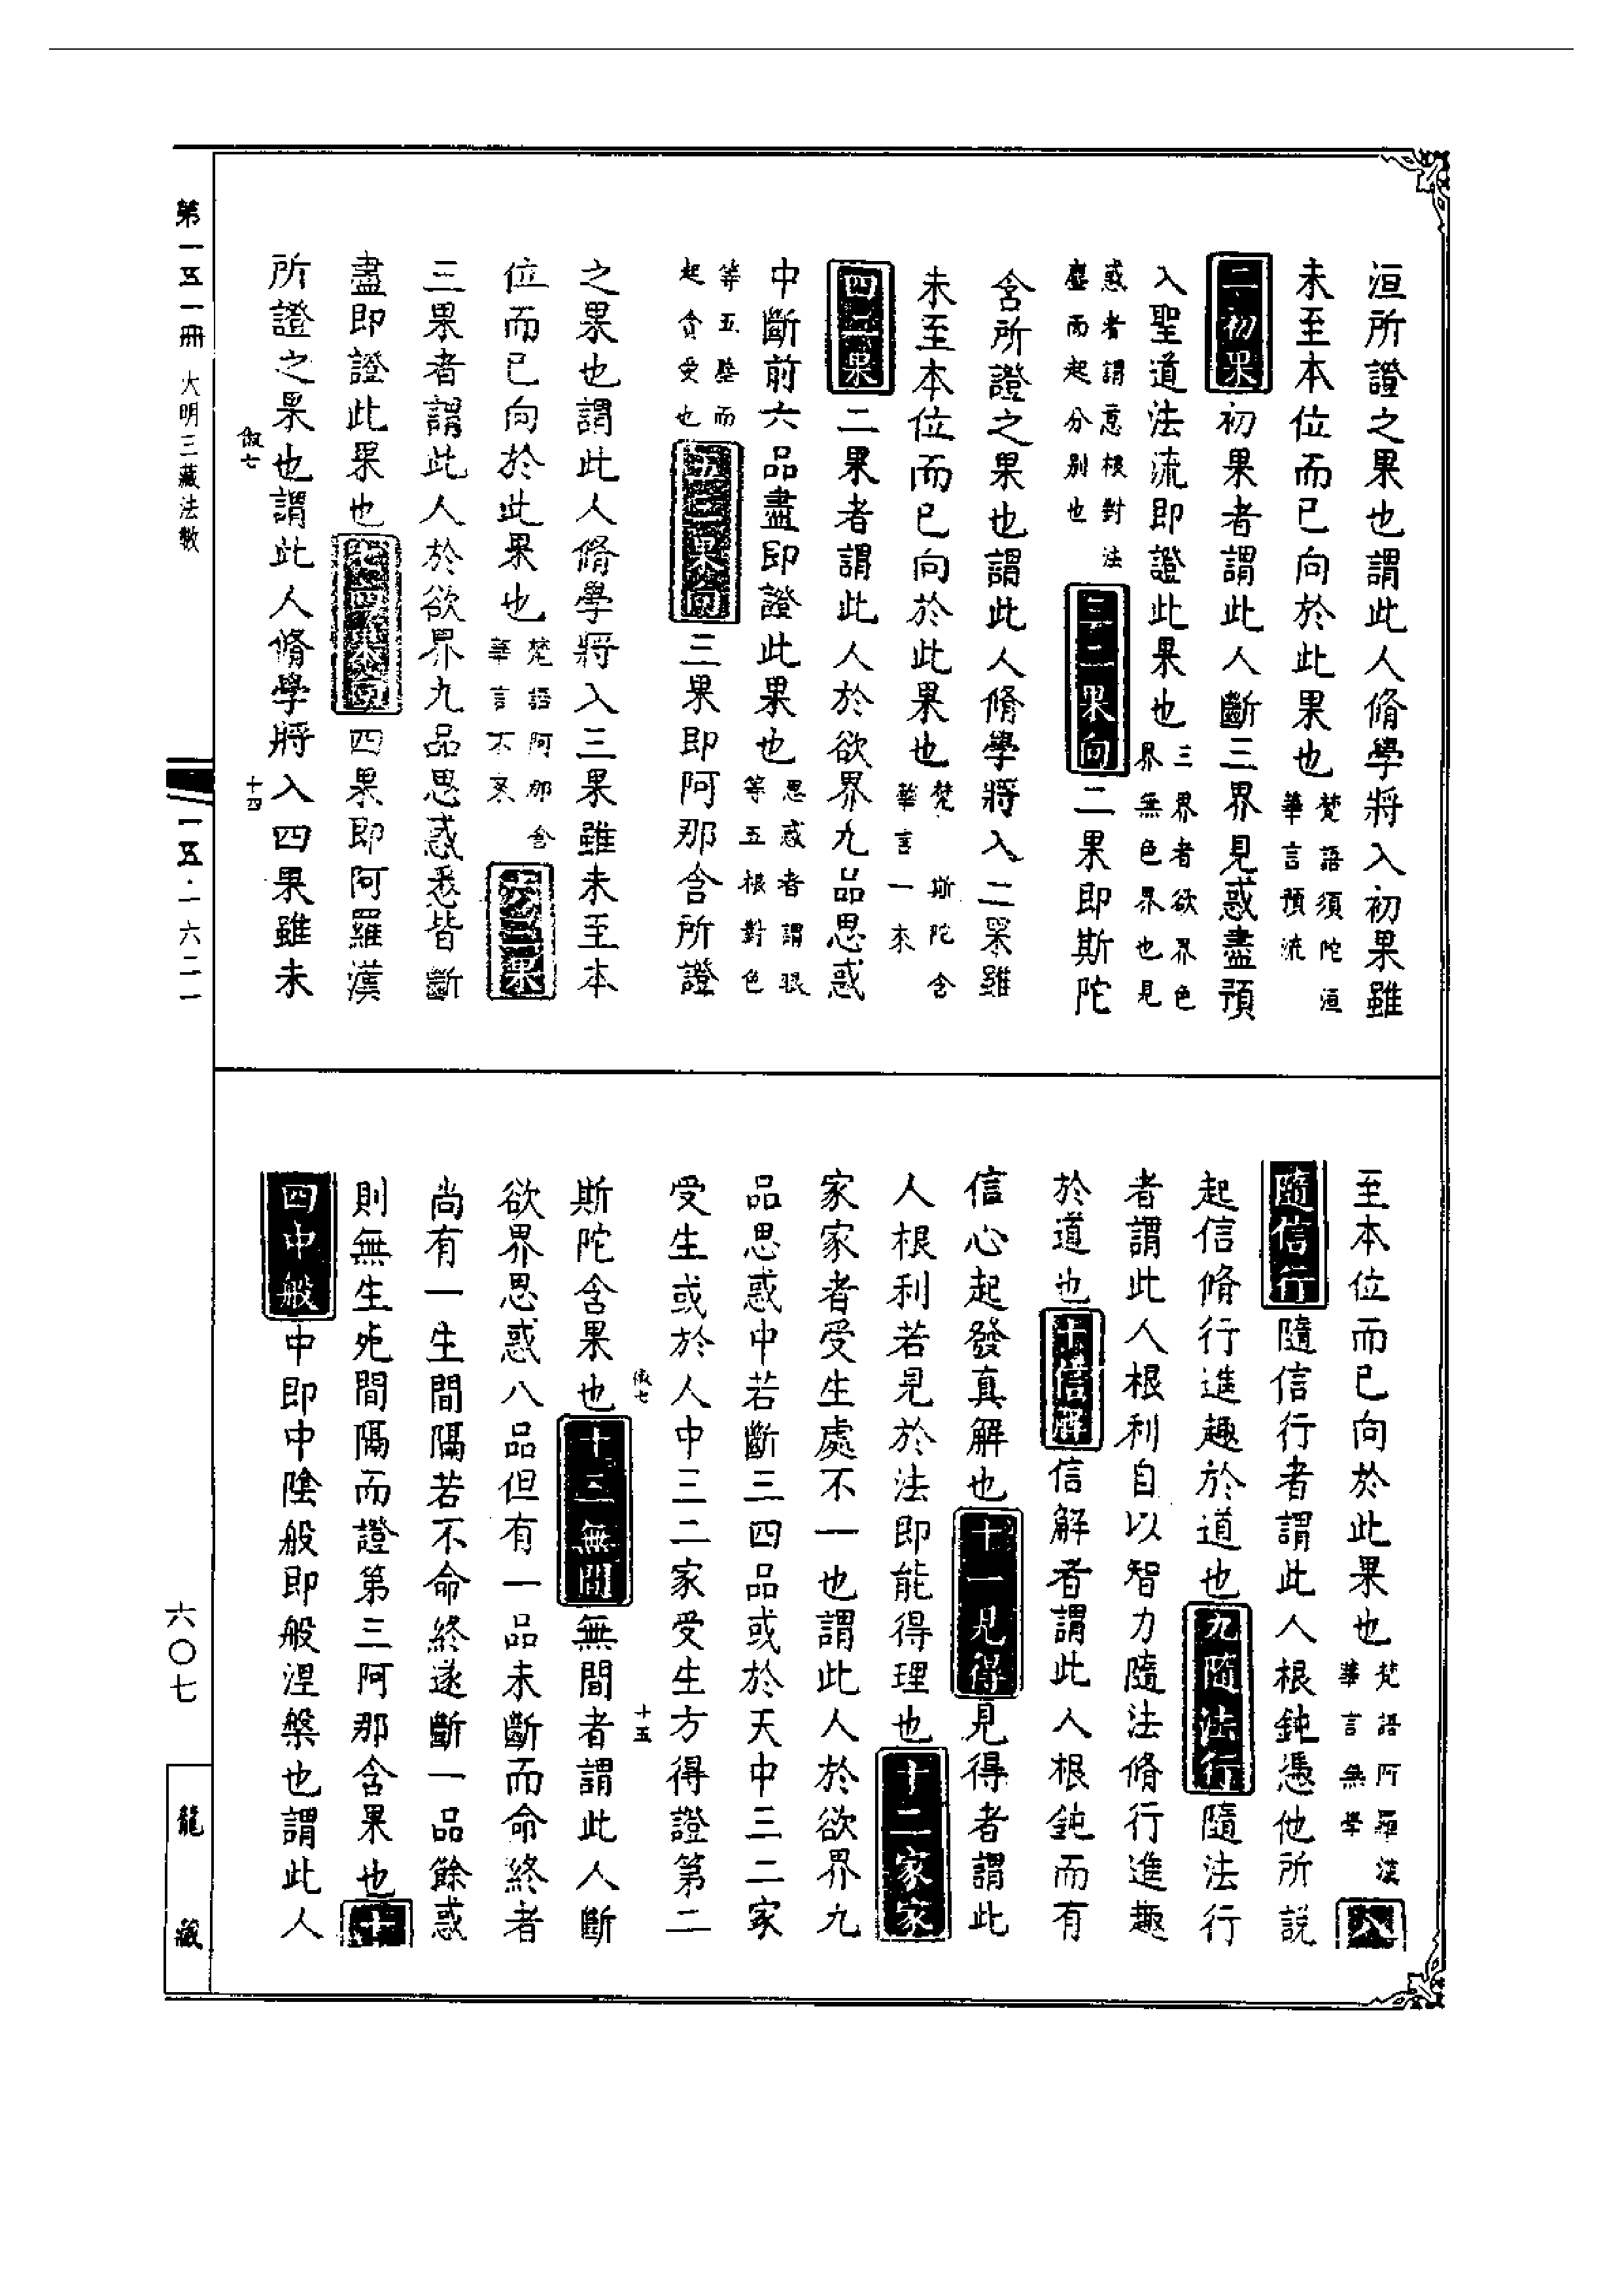 洹所證之果也謂此人脩學將入初果雖
未至本位而已向於此果也梵語須陀洹華言預流
二初果初果者謂此人斷三界見惑盡預
入聖道法流即證此果也三界者欲界色界無色界也見
惑者謂意根對法塵而起分別也三二果向二果即斯陀
含所證之果也謂此人脩學將入二果雖
未至本位而已向於此果也梵斯陀含華言一來
四二果二果者謂此人於欲界九品思惑
中斷前六品盡即證此果也思惑者謂眼等五根對色
等五塵而起貪愛也五三果向三果即阿那含所證
之果也謂此人脩學將入三果雖未至本
位而已向於此果也梵語阿那含華言不來六三果
三果者謂此人於欲界九品思惑悉皆斷
盡即證此果也七四果向四果即阿羅漢
所證之果也謂此人脩學將入四果雖未
俶七
十四
至本位而已向於此果也梵語阿羅漢華言無學八
隨信行隨信行者謂此人根鈍憑他所說
起信脩行進趣於道也九隨法行隨法行
者謂此人根利自以智力隨法脩行進趣
於道也十信解信解者謂此人根鈍而有
信心起發真解也十一見得見得者謂此
人根利若見於法即能得理也十二家家
家家者受生處不一也謂此人於欲界九
品思惑中若斷三四品或於天中三二家
受生或於人中三二家受生方得證第二
俶七
十五
斯陀含果也十三無間無間者謂此人斷
欲界思惑八品但有一品未斷而命終者
尚有一生間隔若不命終遂斷一品餘惑
則無生死間隔而證第三阿那含果也十
四中般中即中陰般即般涅槃也謂此人
第一五一冊 大明三藏法數
一五·一六二一
六〇七
龍藏